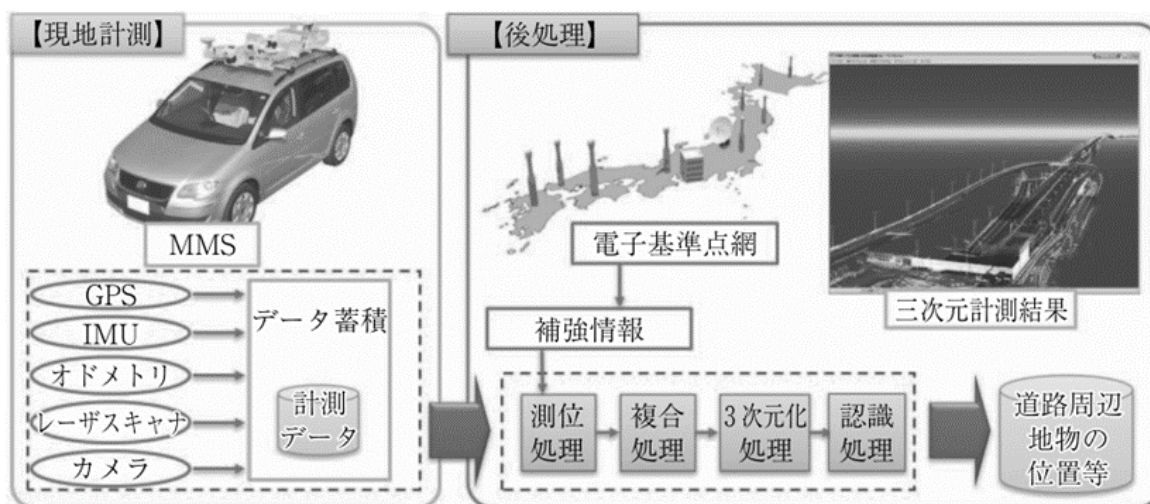 【現地計測】
MMS
GPS
IMU
オドメトリ
レーザスキャナ
カメラ
データ蓄積
計測
データ
【後処理】
電子基準点網
補強情報
三次元計測結果
測位
処理
複合
処理
3次元化
処理
認識
処理
道路周辺
地物の
位置等